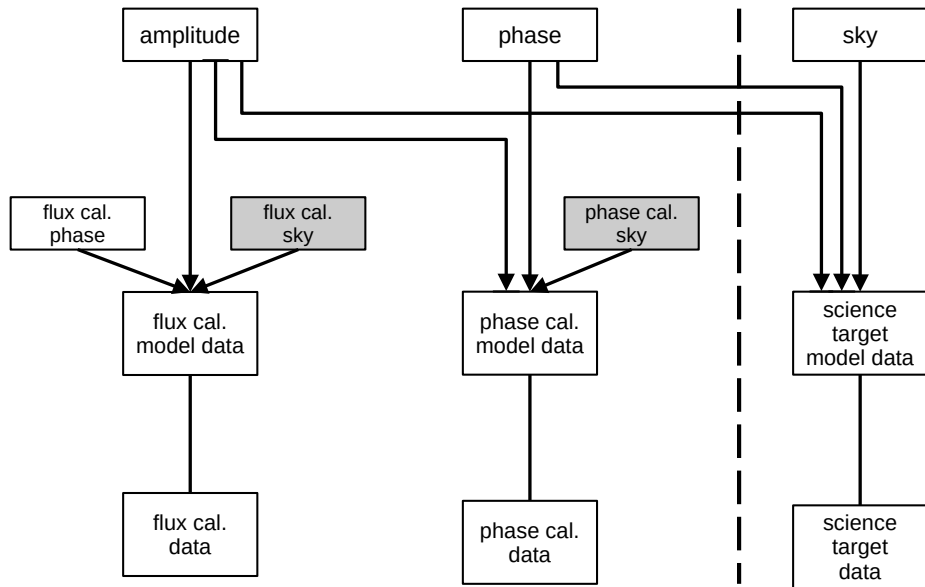 amplitude
phase
sky
flux cal.
phase
flux cal.
sky
phase cal.
sky
flux cal.
model data
phase cal.
model data
science
target
model data
flux cal.
data
phase cal.
data
science
target
data